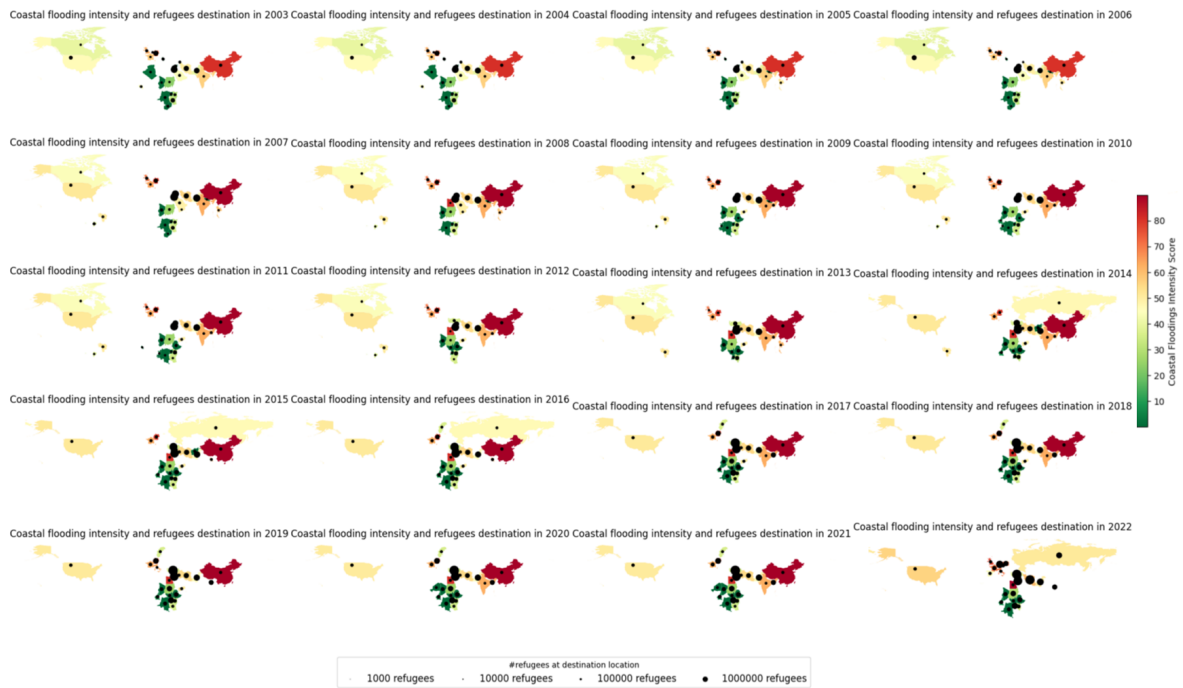 Coastal flooding intensity and refugees destination in 2003
Coastal flooding intensity and refugees destination in 2004
Coastal flooding intensity and refugees destination in 2005
Coastal flooding intensity and refugees destination in 2006
Coastal flooding intensity and refugees destination in 2007
Coastal flooding intensity and refugees destination in 2008
Coastal flooding intensity and refugees destination in 2009
Coastal flooding intensity and refugees destination in 2010
Coastal flooding intensity and refugees destination in 2011
Coastal flooding intensity and refugees destination in 2012
Coastal flooding intensity and refugees destination in 2013
Coastal flooding intensity and refugees destination in 2014
Coastal flooding intensity and refugees destination in 2015
Coastal flooding intensity and refugees destination in 2016
Coastal flooding intensity and refugees destination in 2017
Coastal flooding intensity and refugees destination in 2018
Coastal flooding intensity and refugees destination in 2019
Coastal flooding intensity and refugees destination in 2020
Coastal flooding intensity and refugees destination in 2021
Coastal flooding intensity and refugees destination in 2022
80
70
60
50
40
30
20
10
Coastal Floodings Intensity Score
#refugees at destination location
1000 refugees
10000 refugees
100000 refugees
1000000 refugees